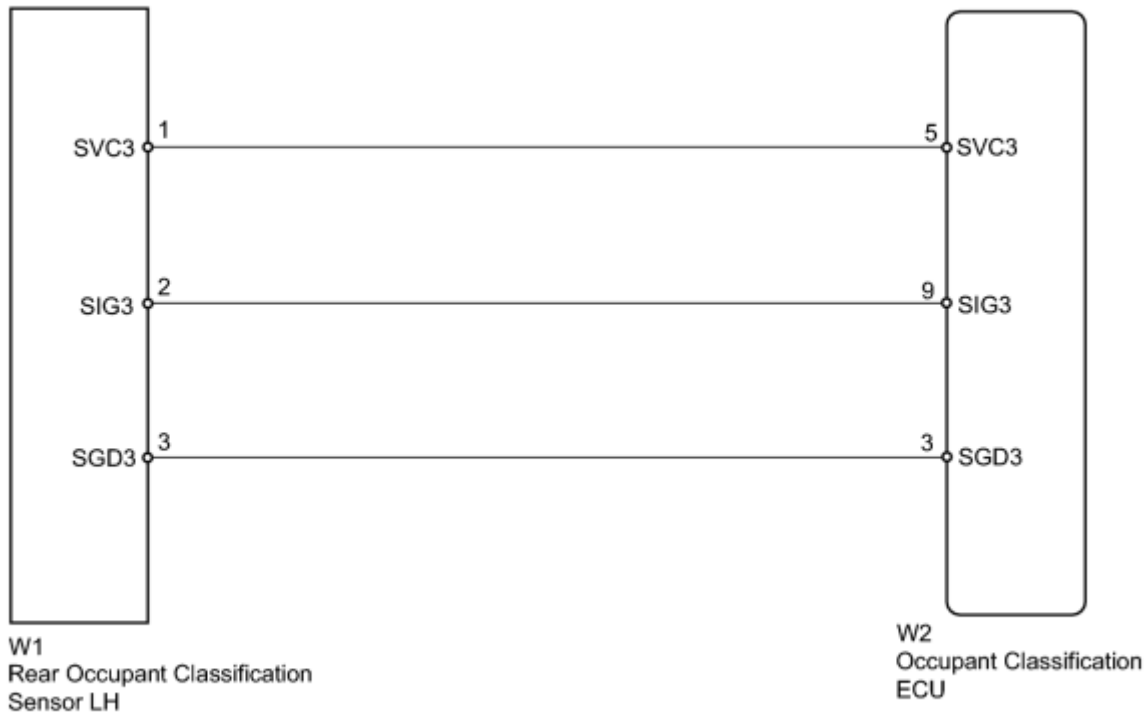 1
5
SVC3
SVC3
2
9
SIG3
SIG3
3
3
SGD3
SGD3
W1
Rear Occupant Classification
Sensor LH
W2
Occupant Classification
ECU